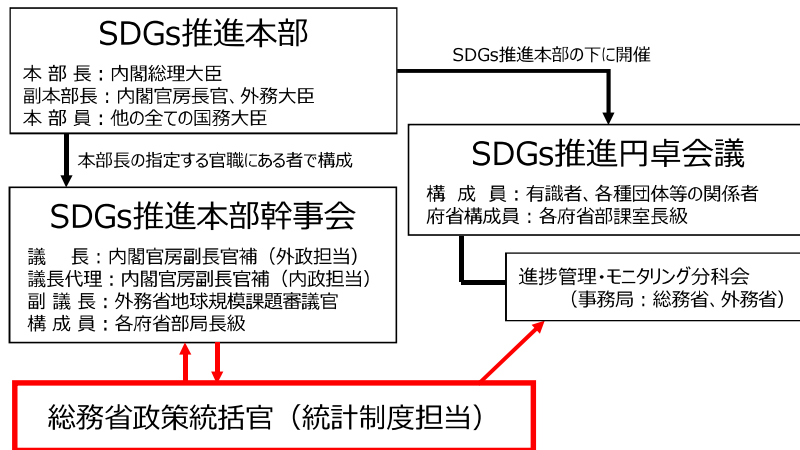 SDGs推進本部
本 部 長：内閣総理大臣
副本部長：内閣官房長官、外務大臣
本 部 員：他の全ての国務大臣
SDGs推進本部の下に開催
本部長の指定する官職にある者で構成
SDGs推進円卓会議
構 成 員：有識者、各種団体等の関係者
府省構成員：各府省部課室長級
SDGs推進本部幹事会
議 長：内閣官房副長官補（外政担当）
議長代理：内閣官房副長官補（内政担当）
副 議 長：外務省地球規模課題審議官
構 成 員：各府省部局長級
進捗管理・モニタリング分科会
（事務局：総務省、外務省）
総務省政策統括官（統計制度担当）